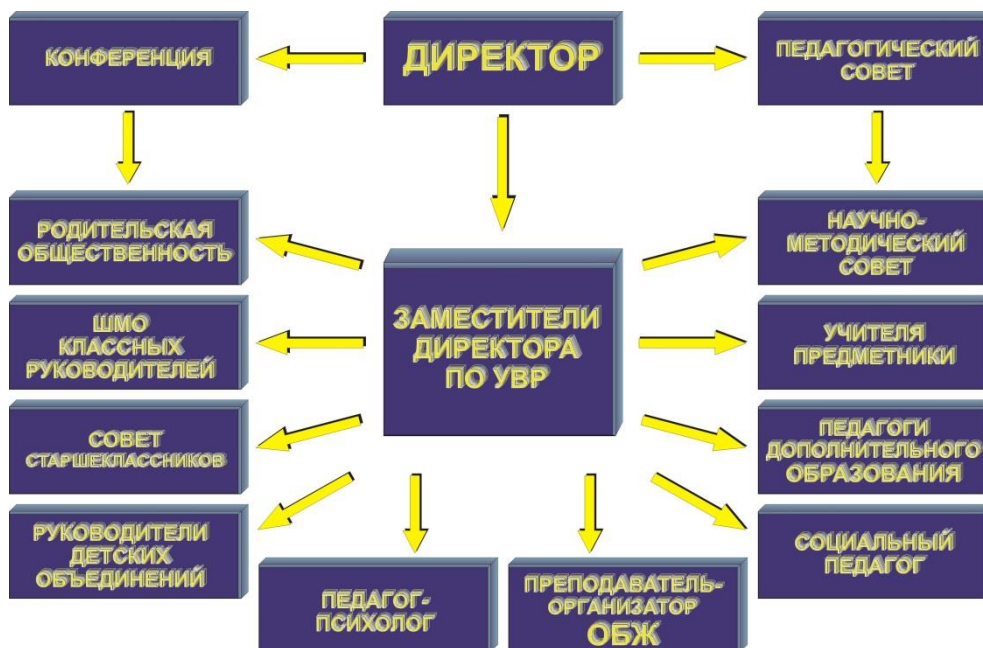 КОНФЕРЕНЦИЯ
ДИРЕКТОР
ПЕДАГОГИЧЕСКИЙ
СОВЕТ
РОДИТЕЛЬСКАЯ
ОБЩЕСТВЕННОСТЬ
НАУЧНО-
МЕТОДИЧЕСКИЙ
СОВЕТ
ЗАМЕСТИТЕЛИ
ДИРЕКТОРА
ПО УВР
ШМО
КЛАССНЫХ
РУКОВОДИТЕЛЕЙ
УЧИТЕЛЯ
ПРЕДМЕТНИКИ
СОВЕТ
СТАРШЕКЛАССНИКОВ
ПЕДАГОГИ
ДОПОЛНИТЕЛЬНОГО
ОБРАЗОВАНИЯ
РУКОВОДИТЕЛИ
ДЕТСКИХ
ОБЪЕДИНЕНИЙ
СОЦИАЛЬНЫЙ
ПЕДАГОГ
ПЕДАГОГ-
ПСИХОЛОГ
ПРЕПОДАВАТЕЛЬ-
ОРГАНИЗАТОР
ОБЖ